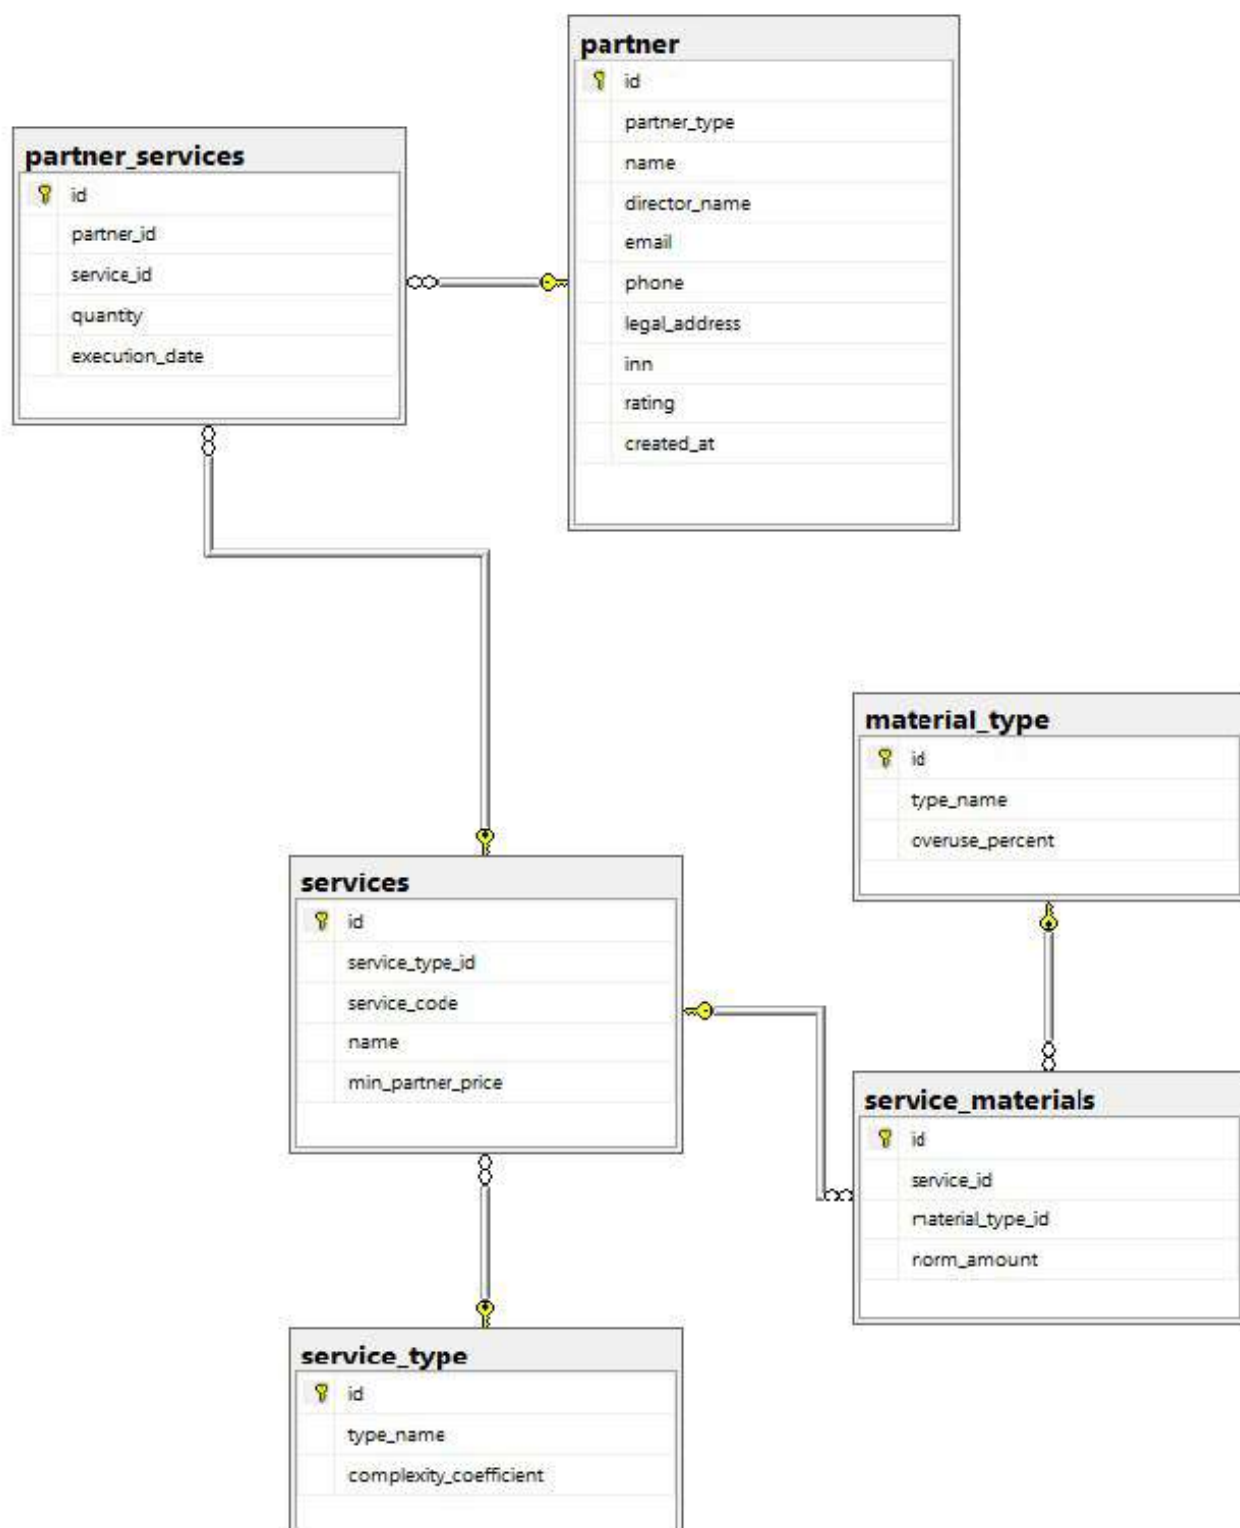 partner
id
partner_type
name
director_name
email
phone
legal_address
inn
rating
created_at
partner_services
id
partner_id
service_id
quantity
execution_date
material_type
id
type_name
overuse_percent
services
id
service_type_id
service_code
name
min_partner_price
service_materials
id
service_id
material_type_id
norm_amount
service_type
id
type_name
complexity_coefficient